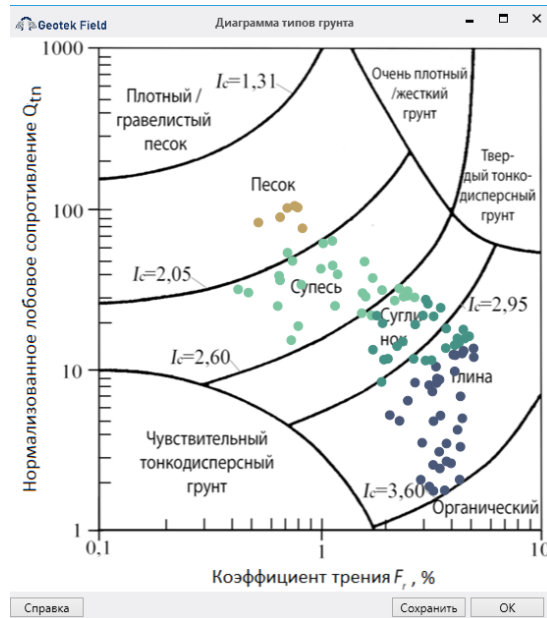 Geotek Field
Диаграмма типов грунта
Нормализованное лобовое сопротивление Qtn
1000
100
10
1
Плотный /
гравелистый
песок
Ic=1,31
Очень плотный
/жесткий
грунт
Твер-
дый тонко-
дисперсный
грунт
Песок
Ic=2,05
Супесь
Ic=2,95
Сугли
нок
Ic=2,60
глина
Чувствительный
тонкодисперсный
грунт
Ic=3,60
Органический
0,1
1
10
Коэффициент трения Fr , %
Справка
Сохранить
ОК